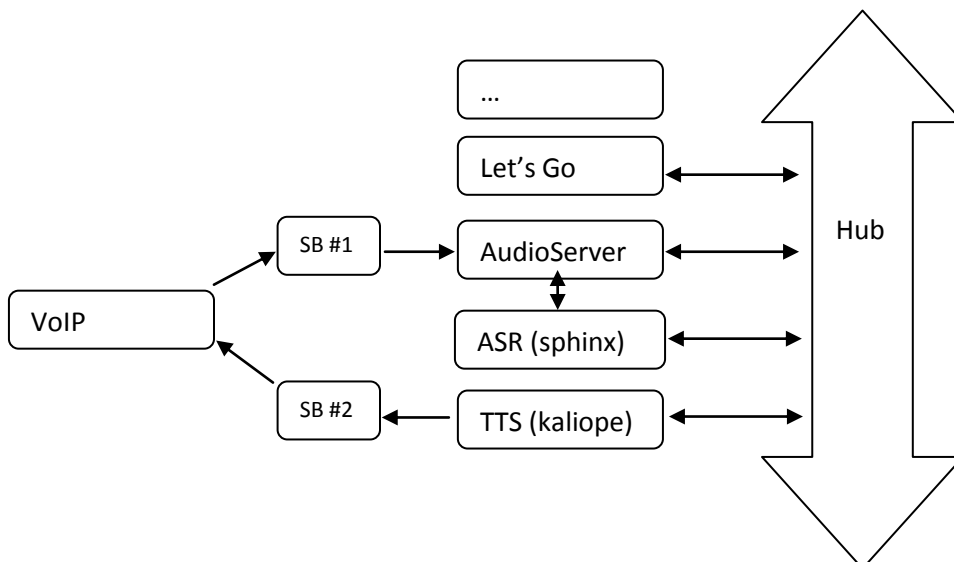 ...
Let’s Go
Hub
SB #1
AudioServer
VoIP
ASR (sphinx)
SB #2
TTS (kaliope)